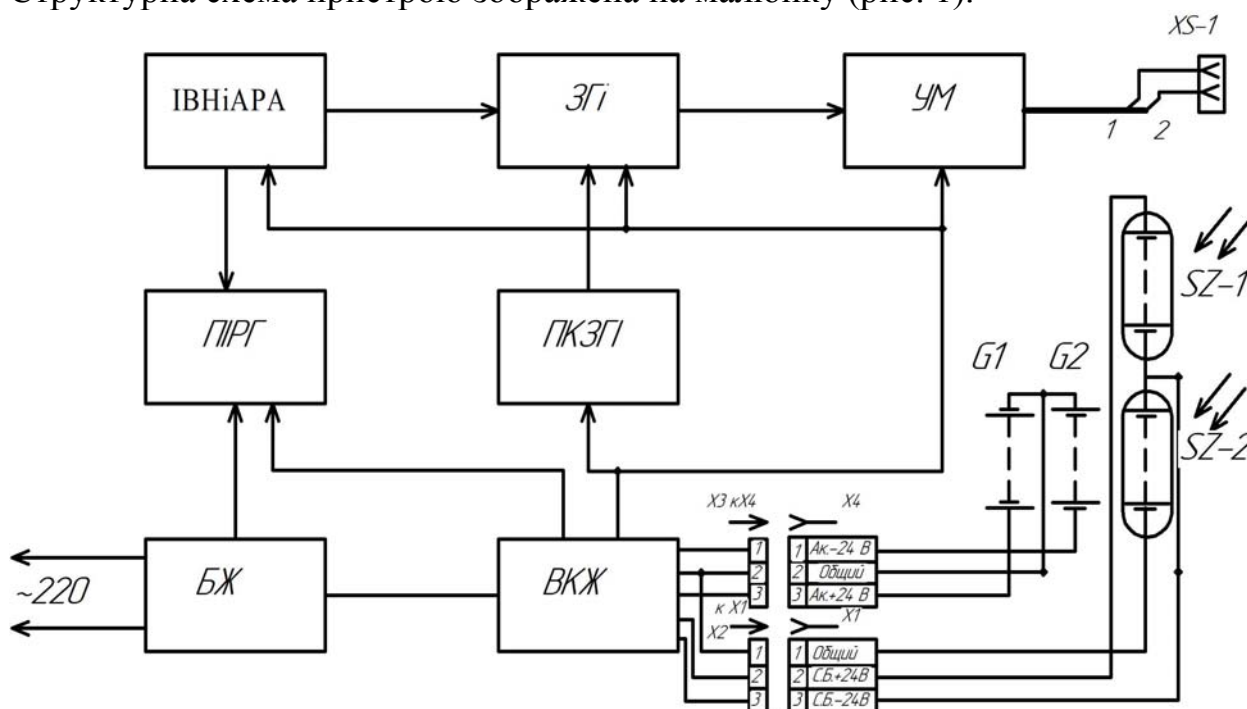 Структурна схема пристрою зображена на малюнку (рис. 1).
XS-1
ІВНіАРА
ЗГі
УМ
1
2
SZ-1
ПІРГ
ПКЗГІ
G1
G2
SZ-2
X3 кX4
X4
~220
БЖ
ВКЖ
1
1 Ак.-24 В
2
2 Общий
3
3 Ак.+24 В
к X1
X2
X1
1
1 Общий
2
2 С.Б.+24В
3
3 С.Б.-24В